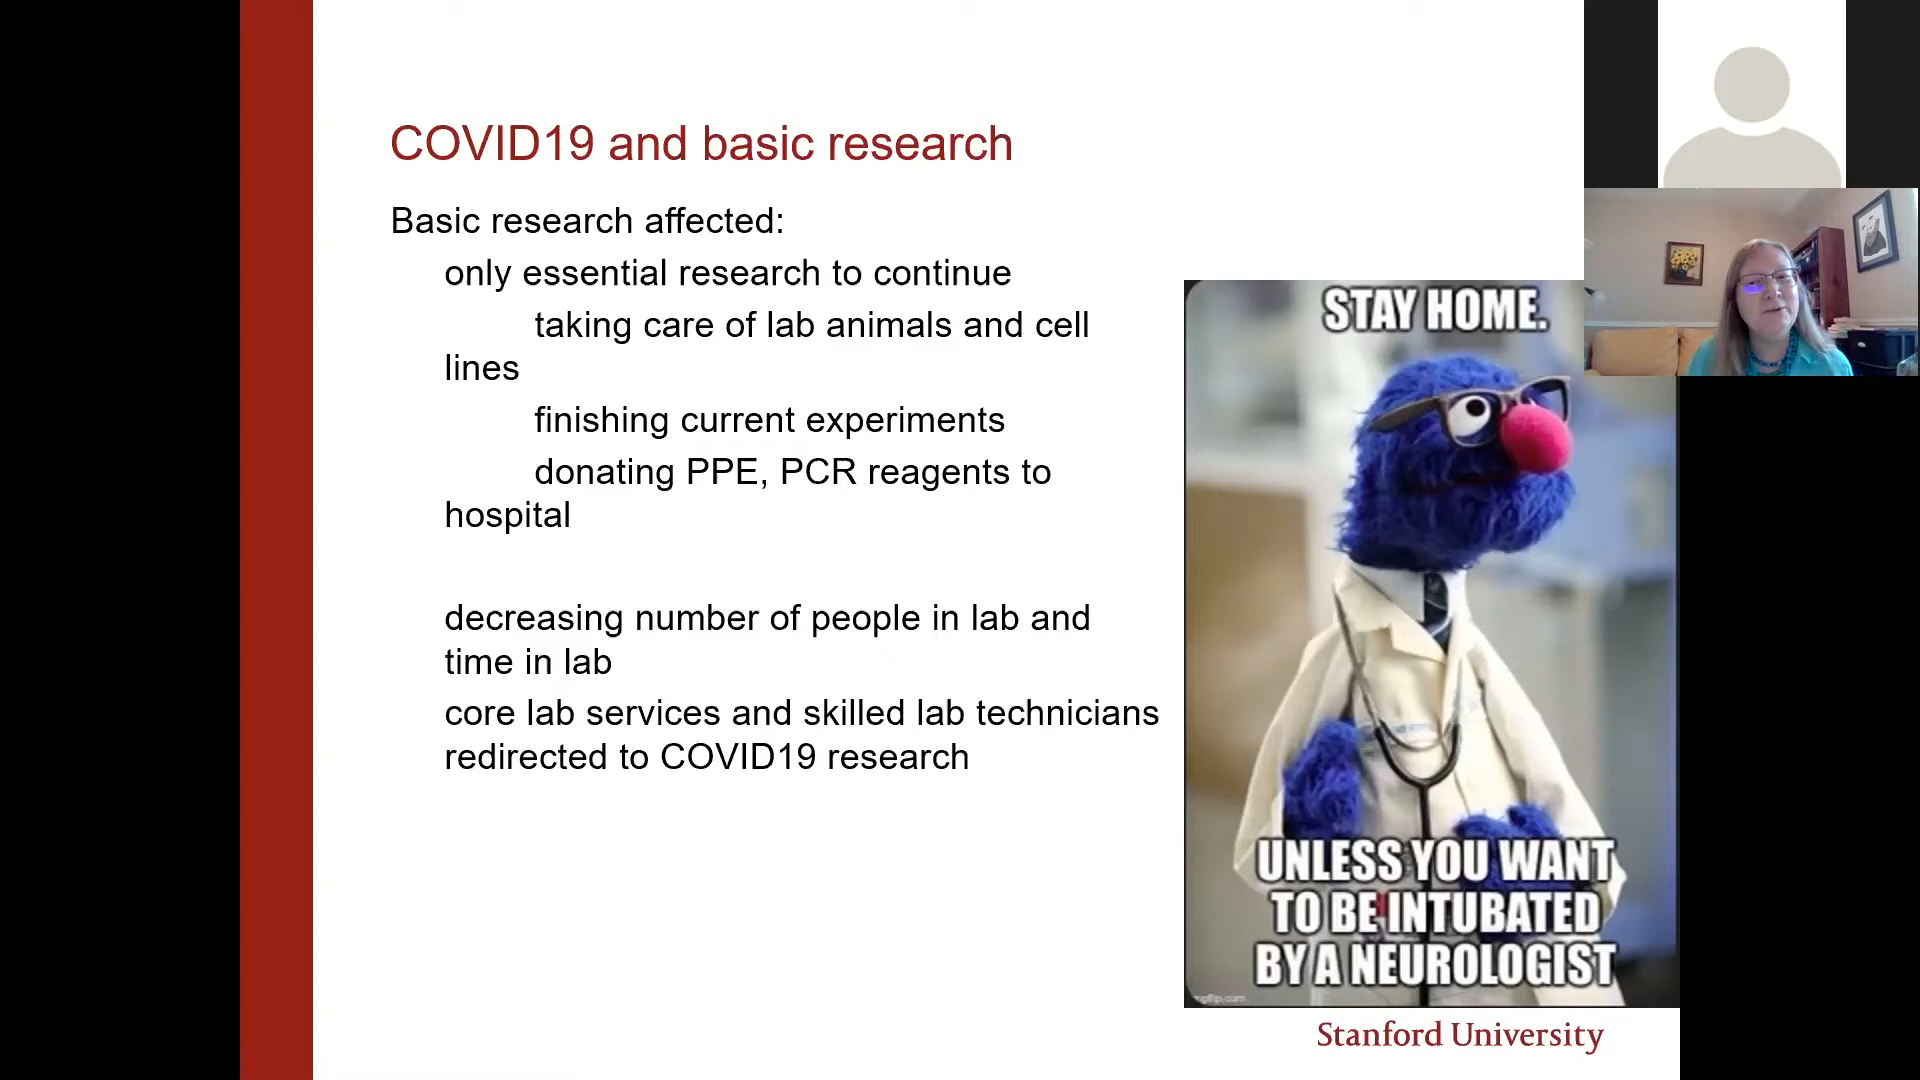 COVID19 and basic research
Basic research affected:
only essential research to continue
taking care of lab animals and cell
lines
finishing current experiments
donating PPE, PCR reagents to
hospital
decreasing number of people in lab and
time in lab
core lab services and skilled lab technicians
redirected to COVID19 research
STAY HOME.
UNLESS YOU WANT
TO BE INTUBATED
BY A NEUROLOGIST
imgflip.com
Stanford University